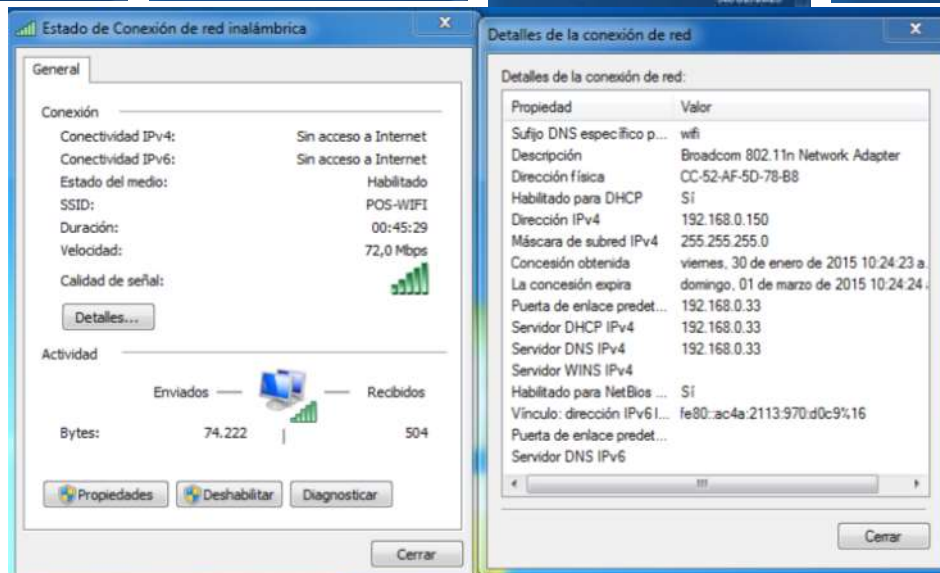 Estado de Conexión de red inalámbrica
General
Conexión
Conectividad IPv4: Sin acceso a Internet
Conectividad IPv6: Sin acceso a Internet
Estado del medio: Habilitado
SSID: POS-WIFI
Duración: 00:45:29
Velocidad: 72,0 Mbps
Calidad de señal:
Detalles...
Actividad
Enviados Recibidos
Bytes: 74.222 504
Propiedades Deshabilitar Diagnosticar
Cerrar
Detalles de la conexión de red
Detalles de la conexión de red:
Propiedad Valor
Sufijo DNS específico p... wifi
Descripción Broadcom 802.11n Network Adapter
Dirección física CC-52-AF-5D-78-B8
Habilitado para DHCP Sí
Dirección IPv4 192.168.0.150
Máscara de subred IPv4 255.255.255.0
Concesión obtenida viernes, 30 de enero de 2015 10:24:23 a.
La concesión expira domingo, 01 de marzo de 2015 10:24:24
Puerta de enlace predet... 192.168.0.33
Servidor DHCP IPv4 192.168.0.33
Servidor DNS IPv4 192.168.0.33
Servidor WINS IPv4
Habilitado para NetBios ... Sí
Vínculo: dirección IPv6 l... fe80::ac4a:2113:970:d0c9%16
Puerta de enlace predet...
Servidor DNS IPv6
Cerrar